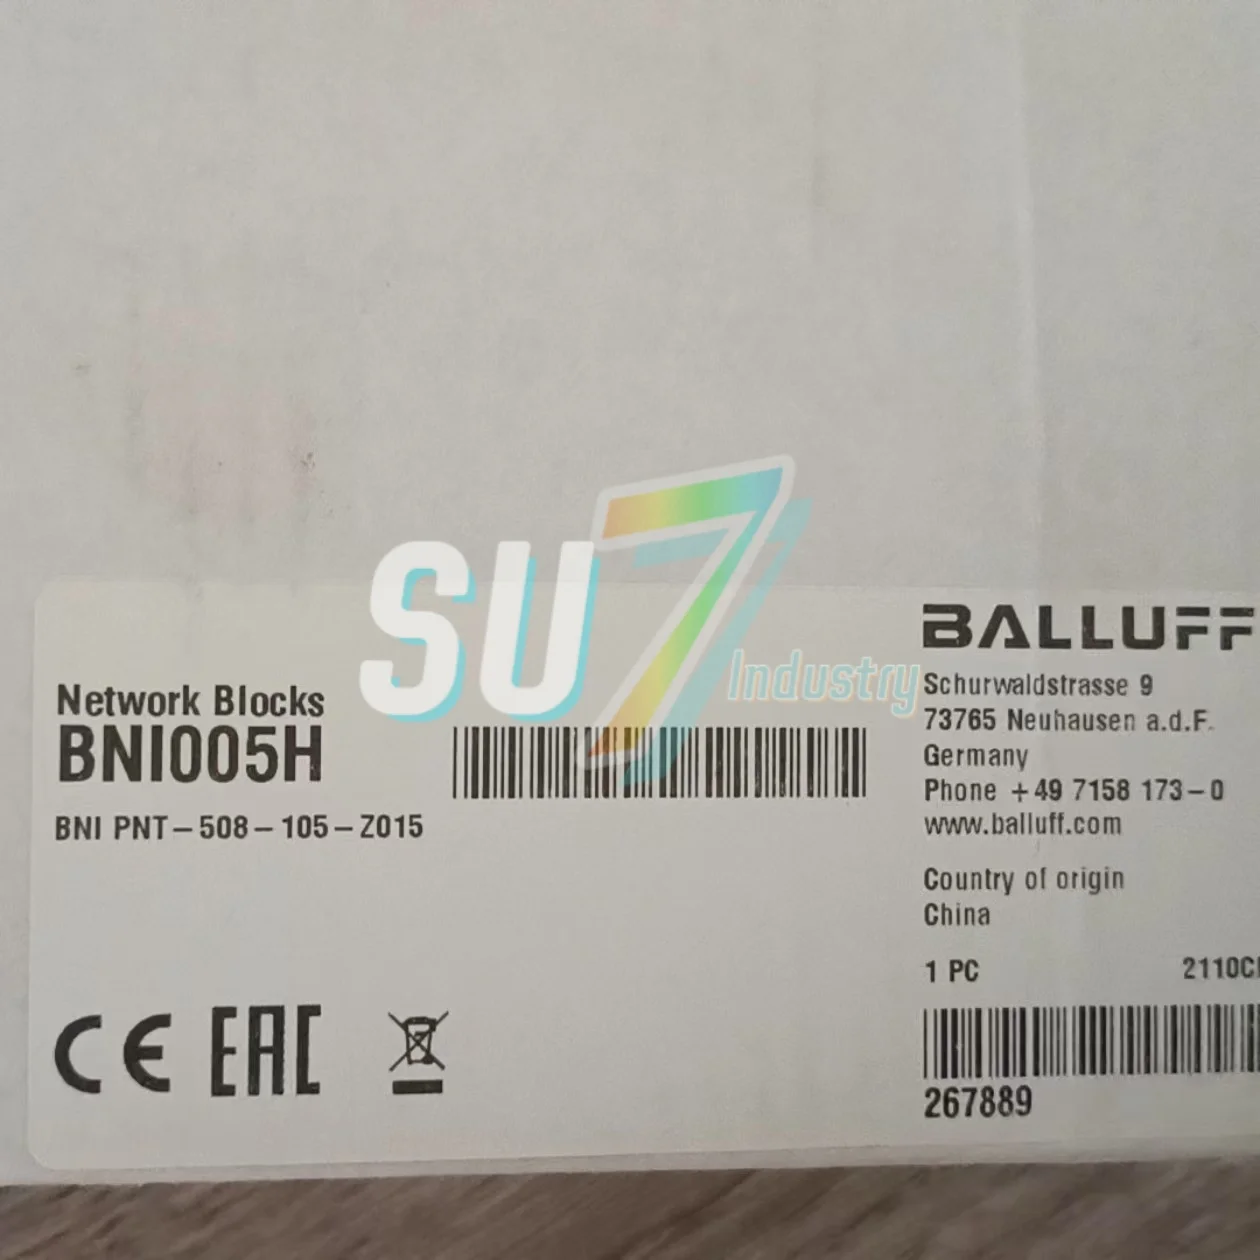 SU7
Industry
Network Blocks
BNI005H
BNI PNT-508-105-Z015
BALLUFF
Schurwaldstrasse 9
73765 Neuhausen a.d.F.
Germany
Phone +49 7158 173-0
www.balluff.com
Country of origin
China
1 PC
267889
CE EAC